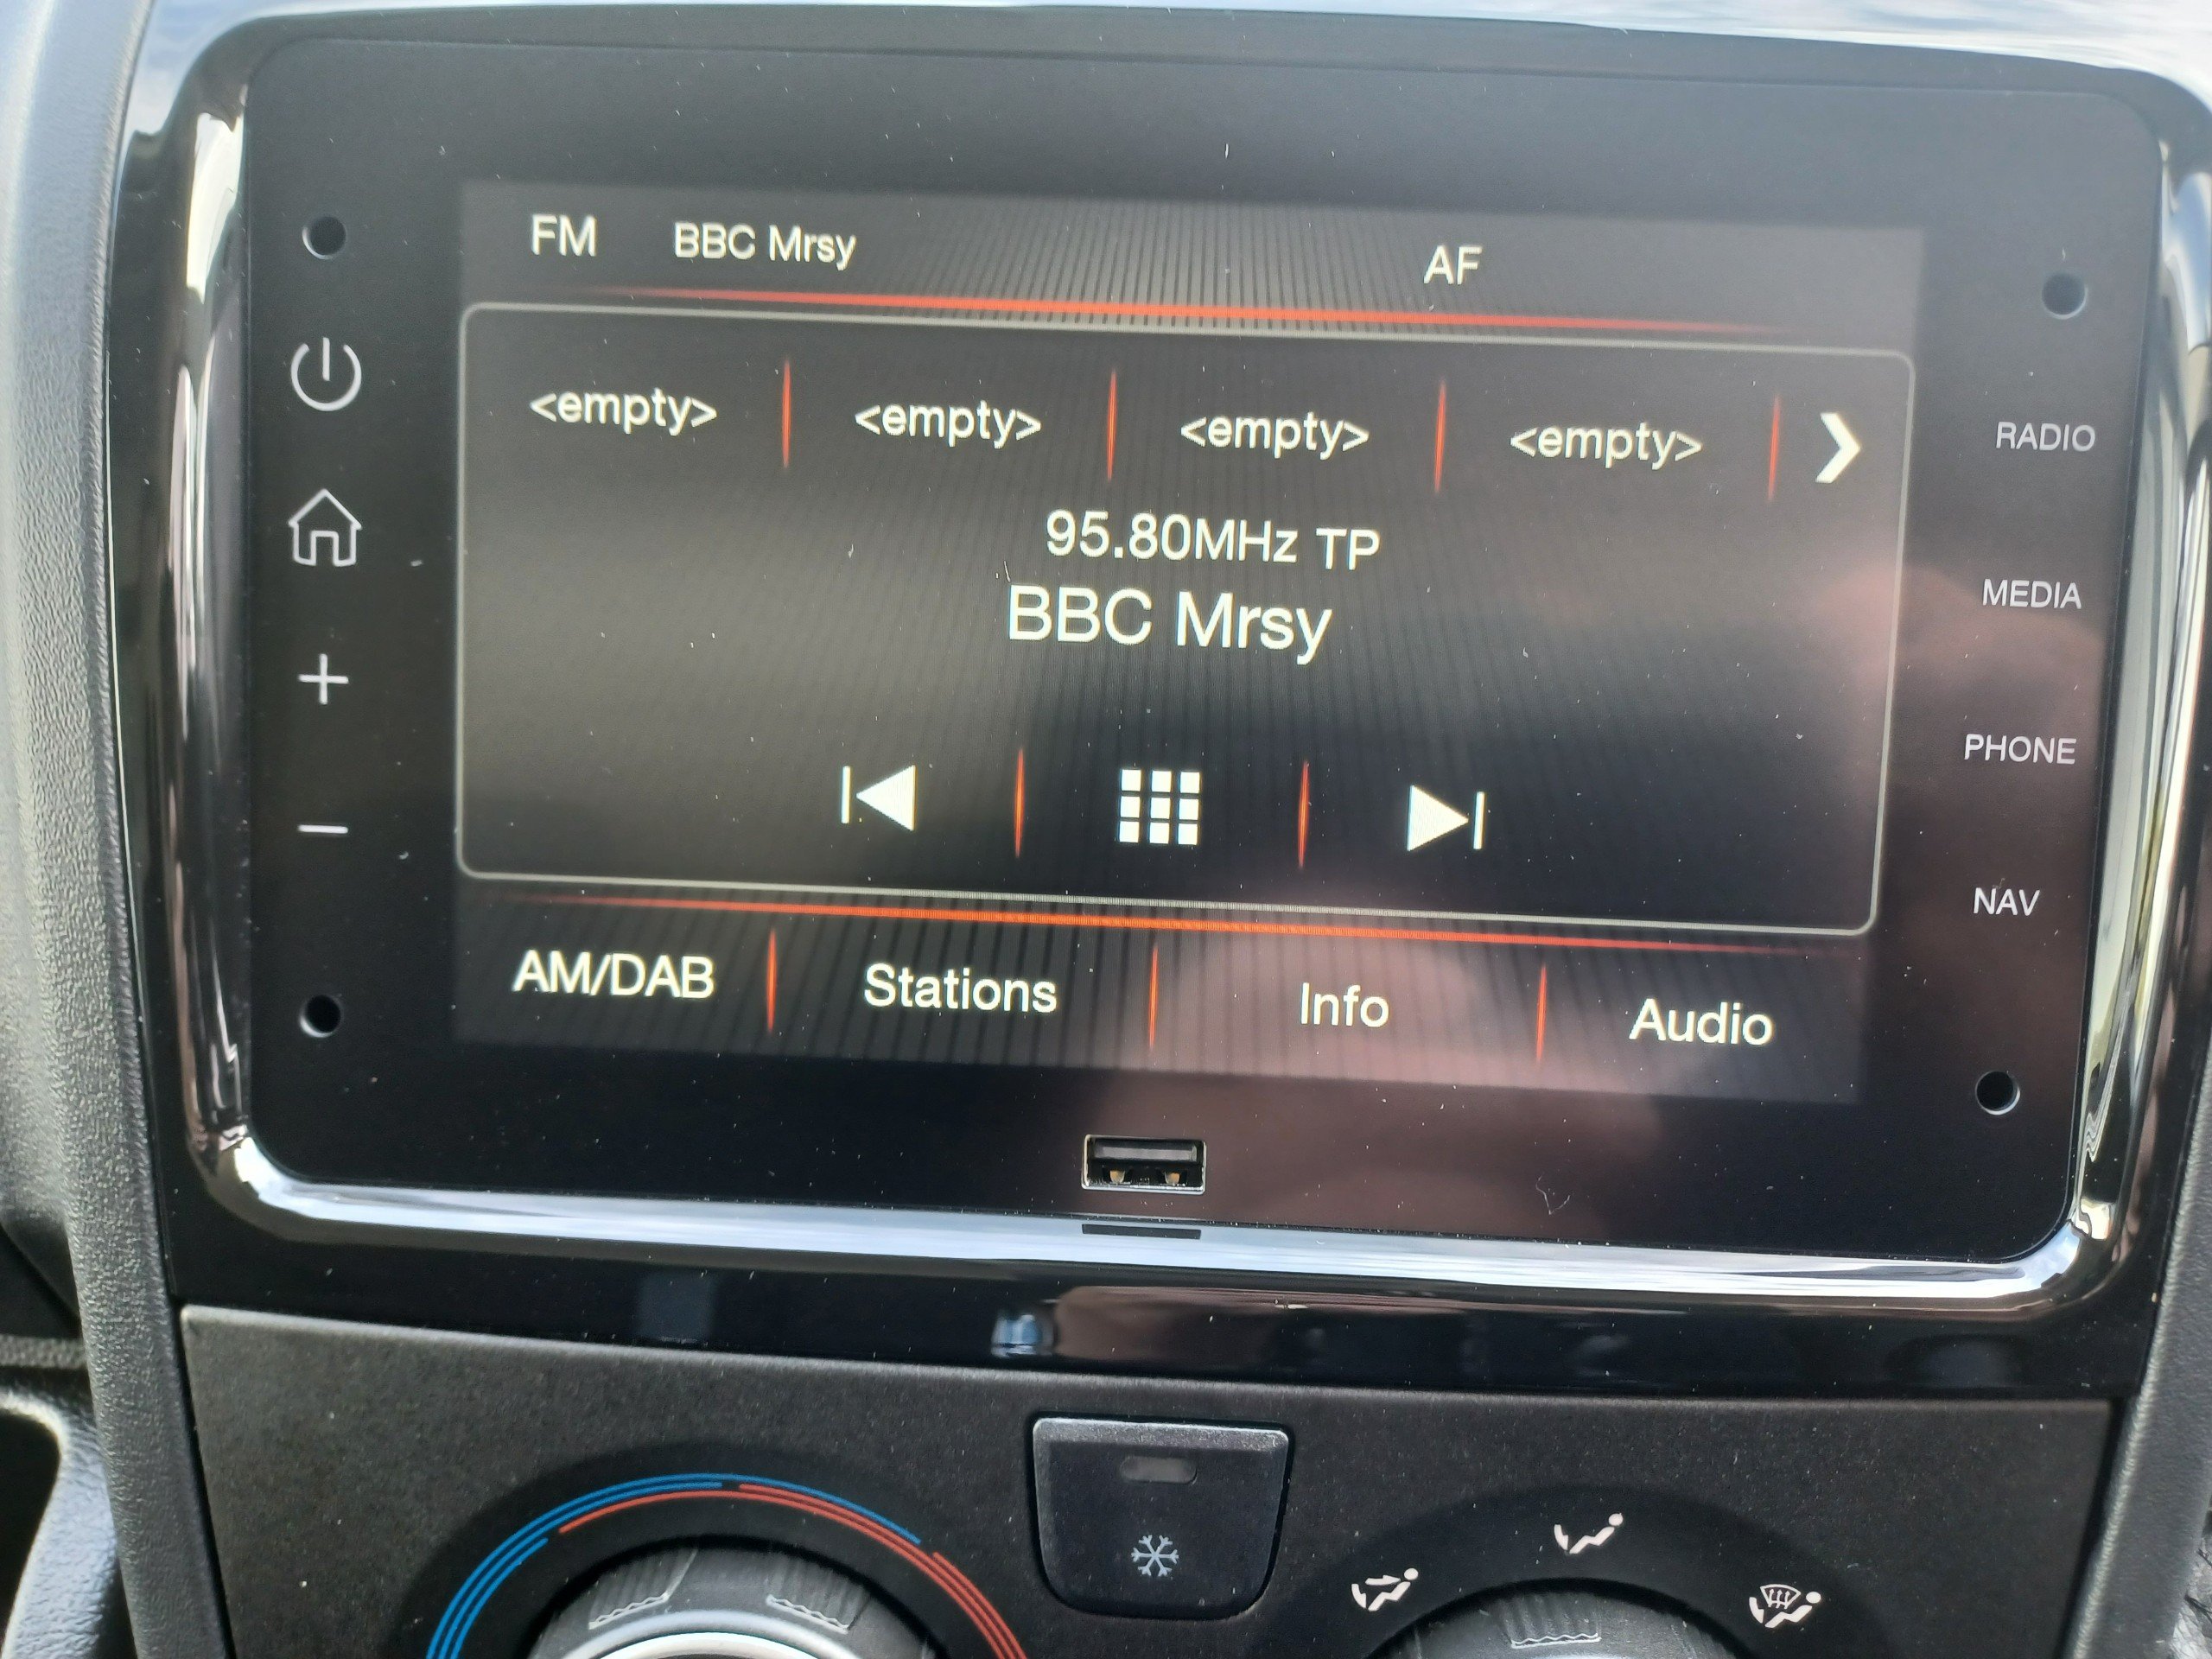 FM BBC Mrsy AF
<empty> <empty> <empty> <empty>
95.80MHz TP
BBC Mrsy
AM/DAB Stations Info Audio
RADIO
MEDIA
PHONE
NAV